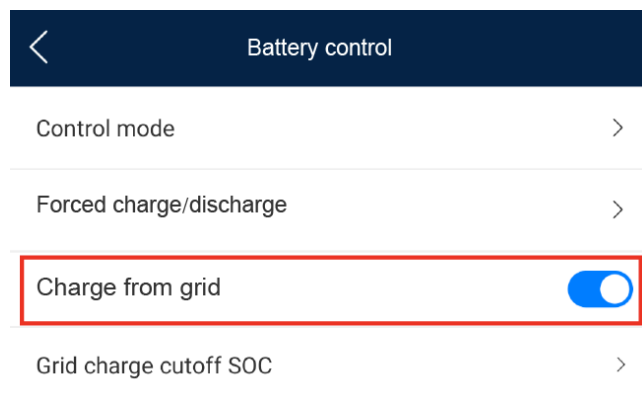 Battery control
Control mode
Forced charge/discharge
Charge from grid
Grid charge cutoff SOC